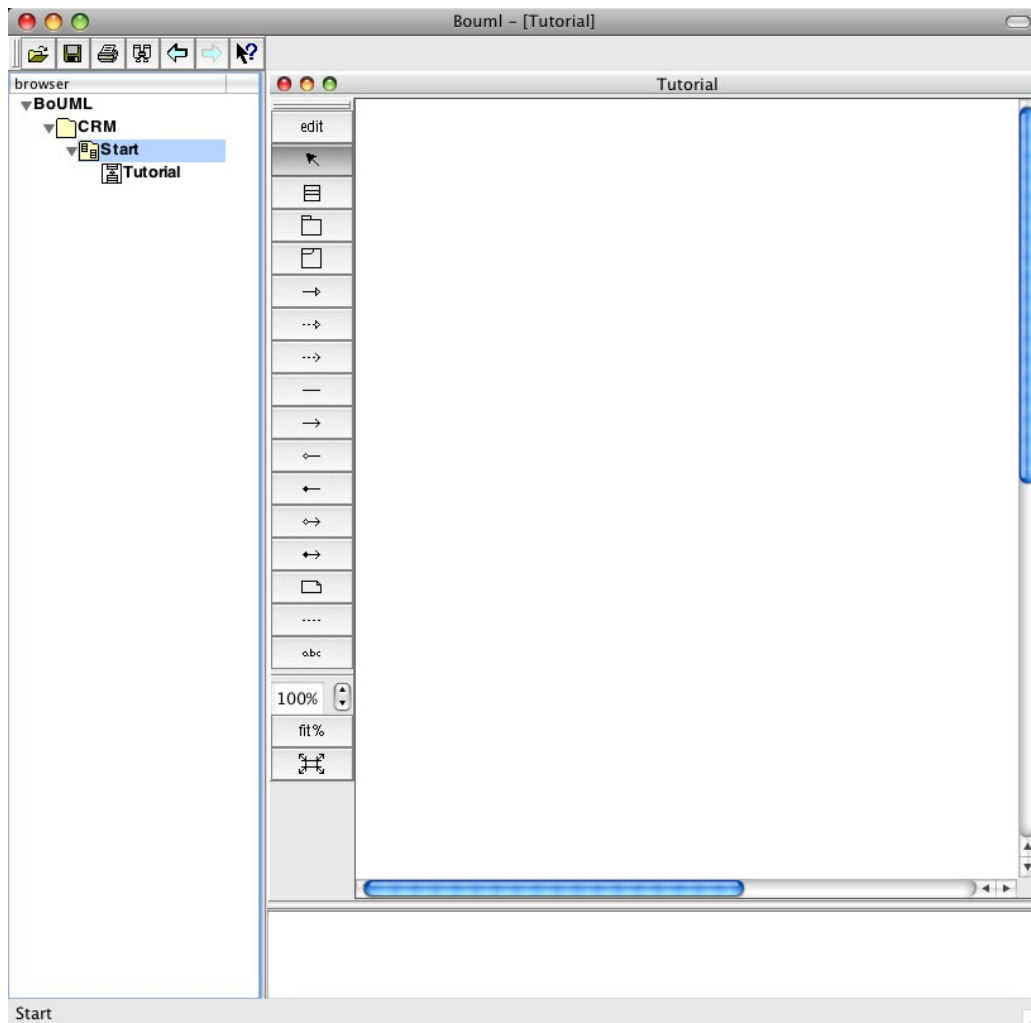 Bouml – [Tutorial]
browser
BoUML
CRM
Start
Tutorial
Tutorial
edit
abc
100%
fit%
Start